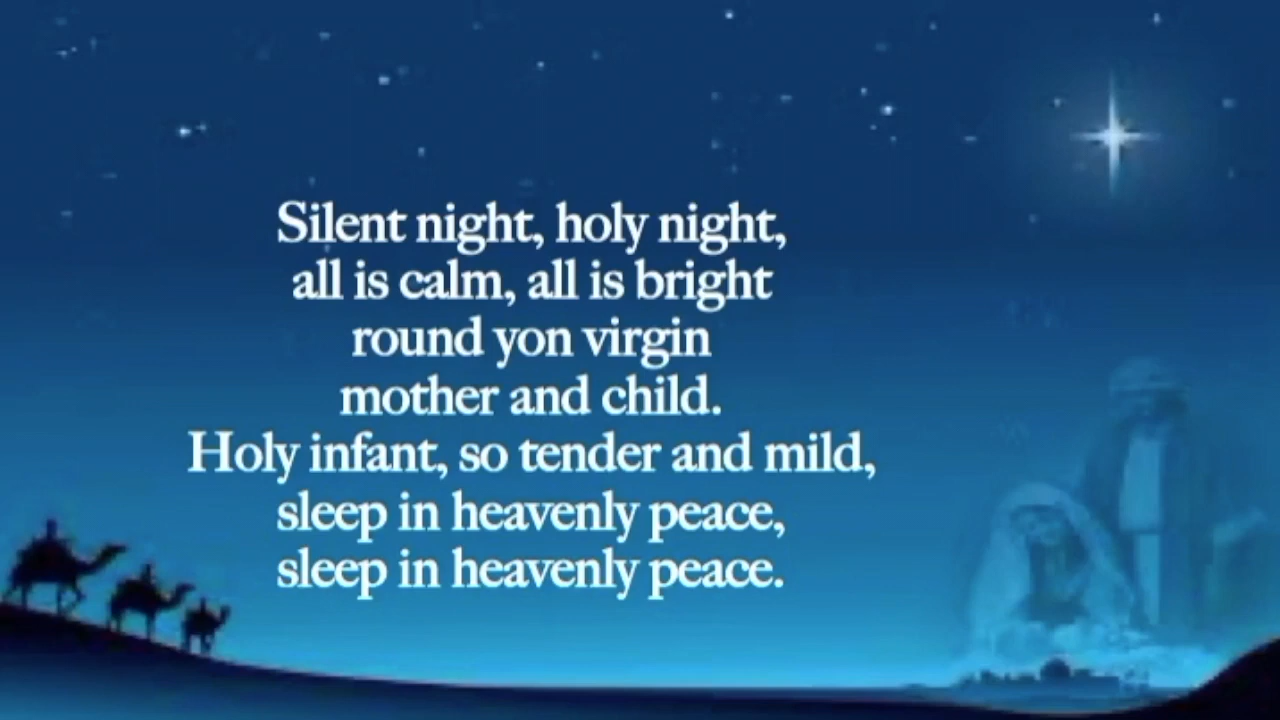 Silent night, holy night,
all is calm, all is bright
round yon virgin
mother and child.
Holy infant, so tender and mild,
sleep in heavenly peace,
sleep in heavenly peace.